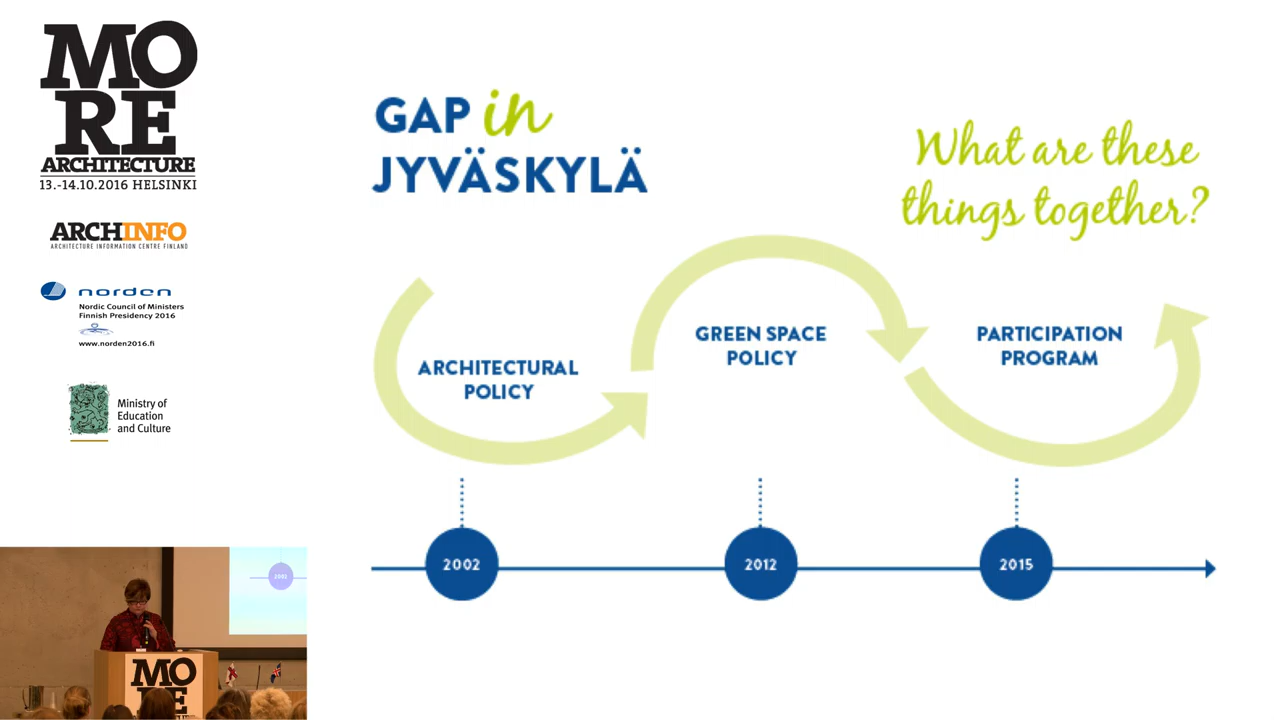 MO
RE
ARCHITECTURE
13.-14.10.2016 HELSINKI
ARCHINFO
ARCHITECTURE INFORMATION CENTRE FINLAND
norden
Nordic Council of Ministers
Finnish Presidency 2016
www.norden2016.fi
Ministry of
Education
and Culture
GAP in
JYVÄSKYLÄ
What are these
things together?
ARCHITECTURAL
POLICY
GREEN SPACE
POLICY
PARTICIPATION
PROGRAM
2002
2012
2015
2002
MO
RE